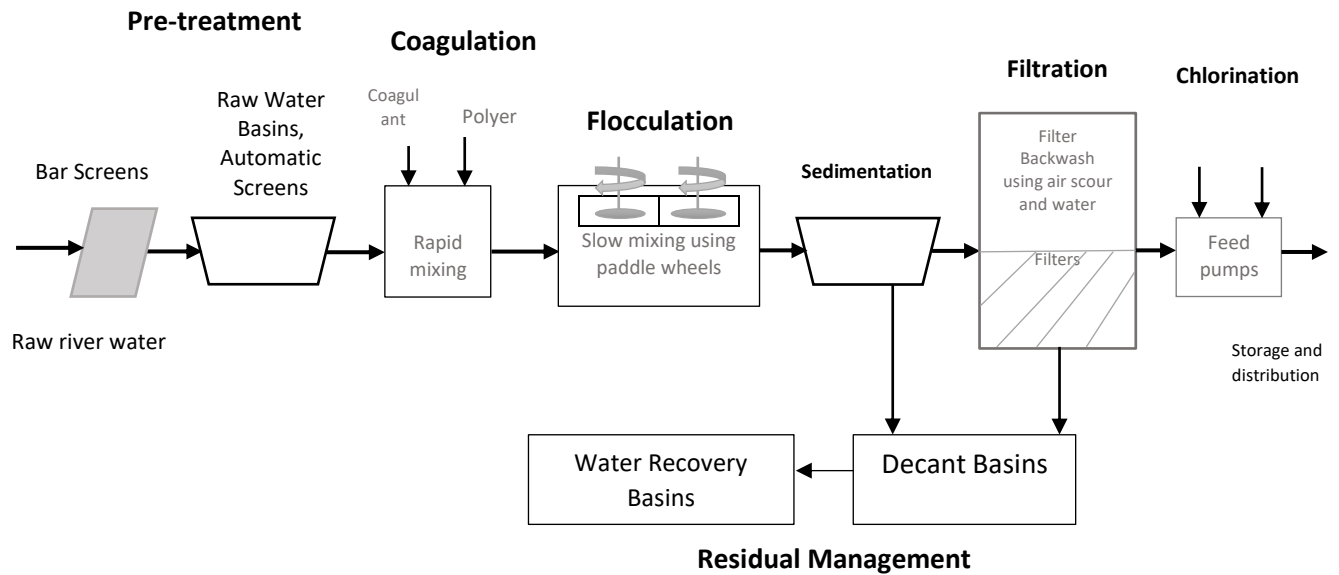 Pre-treatment
Coagulation
Filtration
Chlorination
Raw Water
Basins,
Automatic
Screens
Coagul
ant
Polyer
Flocculation
Filter
Backwash
using air scour
and water
Bar Screens
Sedimentation
Rapid
mixing
Slow mixing using
paddle wheels
Filters
Feed
pumps
Raw river water
Storage and
distribution
Water Recovery
Basins
Decant Basins
Residual Management